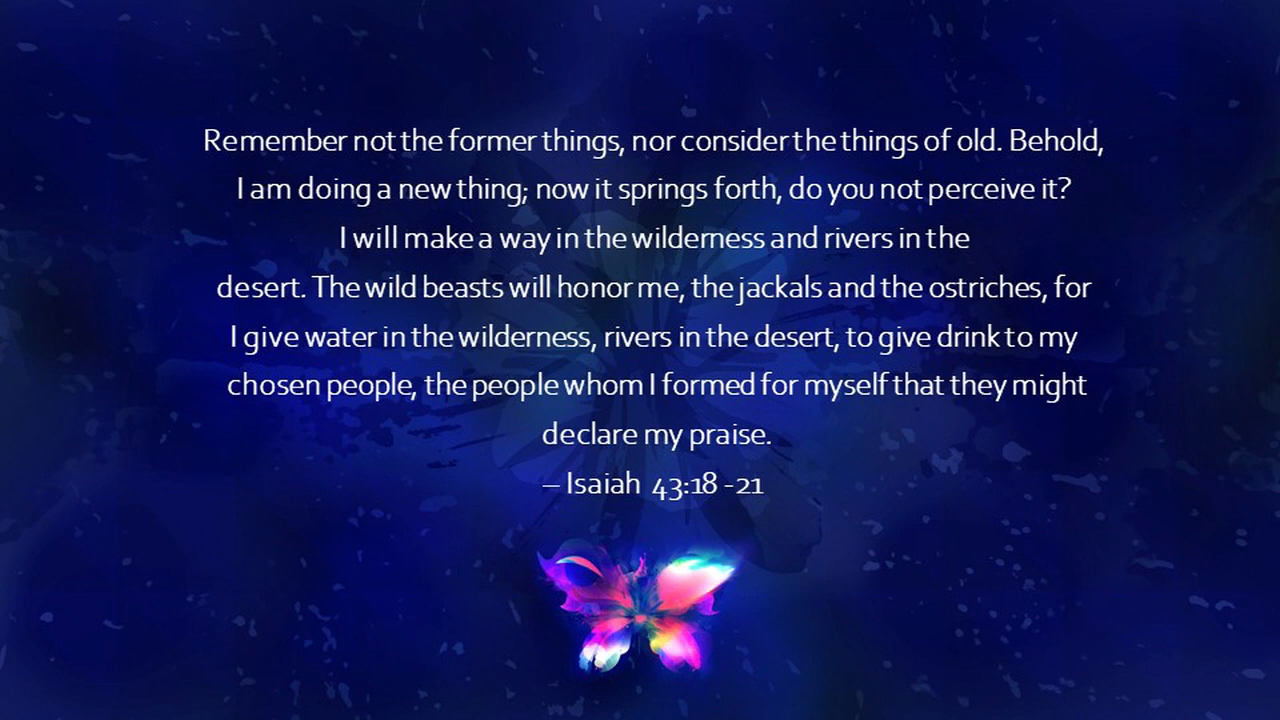 Remember not the former things, nor consider the things of old. Behold,
I am doing a new thing; now it springs forth, do you not perceive it?
I will make a way in the wilderness and rivers in the
desert. The wild beasts will honor me, the jackals and the ostriches, for
I give water in the wilderness, rivers in the desert, to give drink to my
chosen people, the people whom I formed for myself that they might
declare my praise.
– Isaiah 43:18 -21